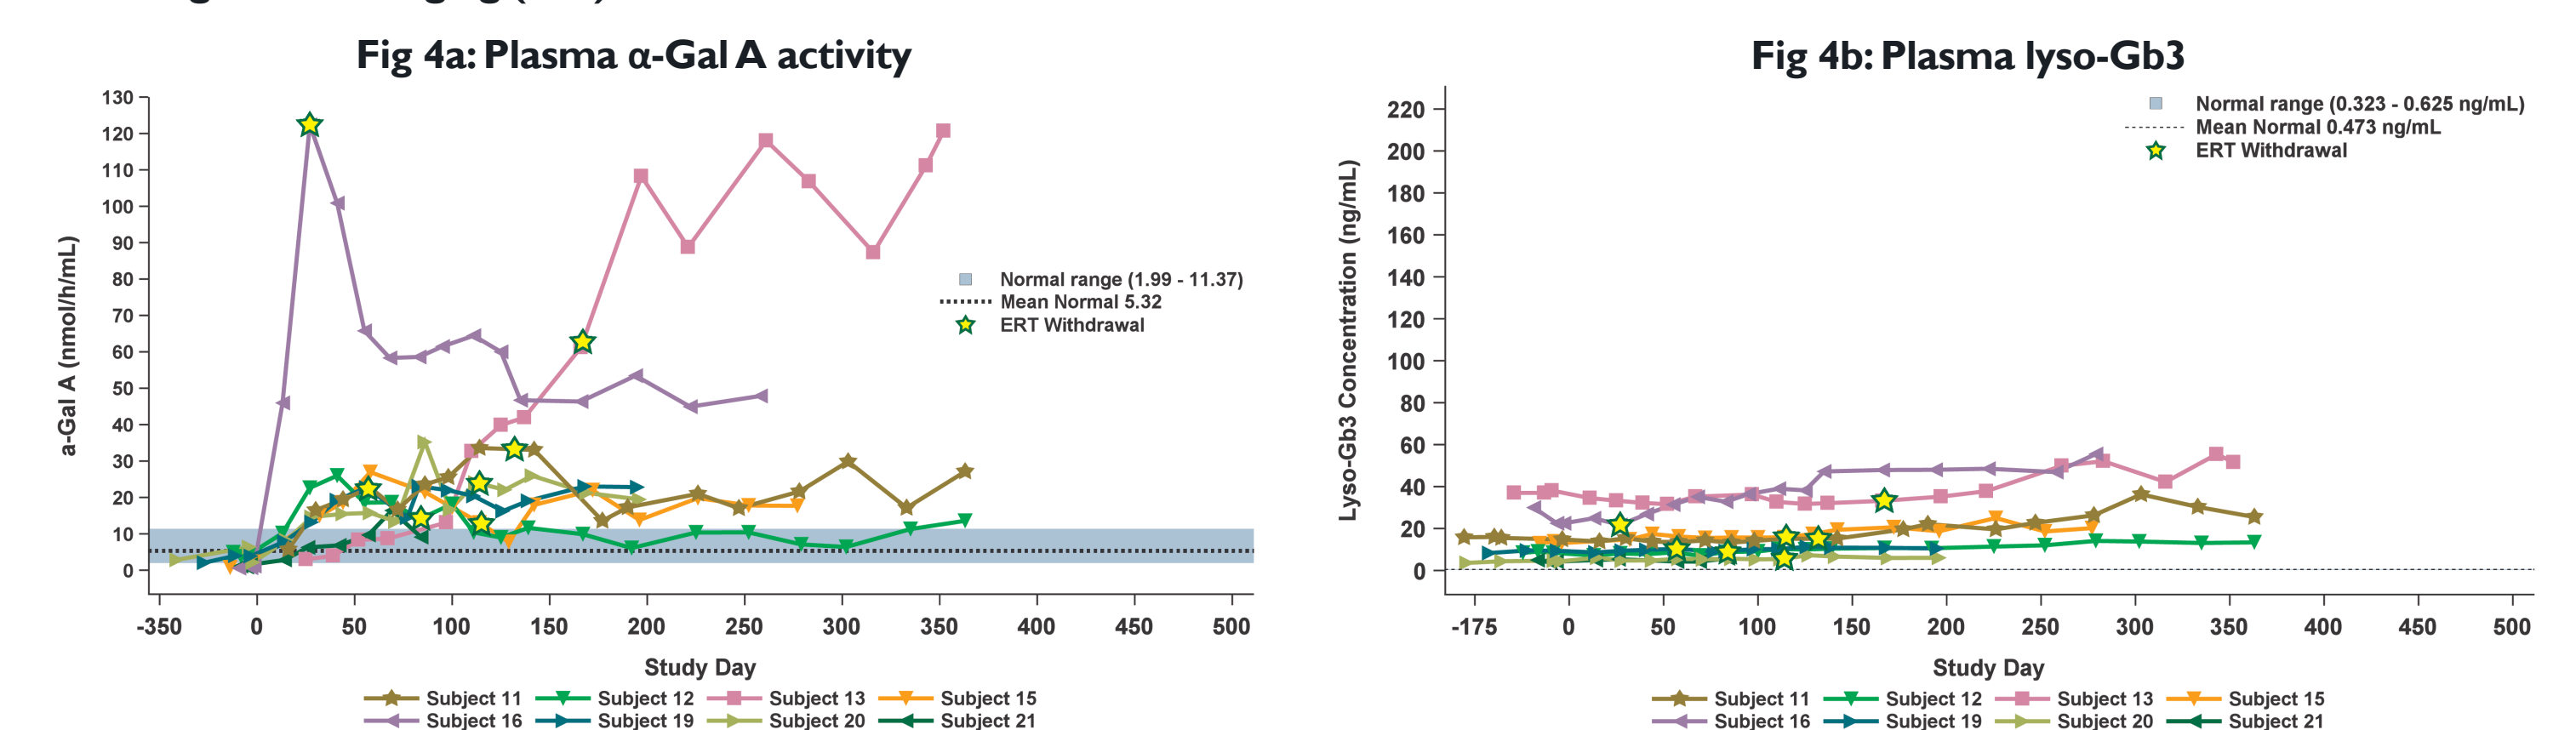 Fig 4a: Plasma α-Gal A activity
130
120
110
100
90
80
70
60
50
40
30
20
10
0
a-Gal A (nmol/h/mL)
Normal range (1.99 - 11.37)
Mean Normal 5.32
ERT Withdrawal
-350 0 50 100 150 200 250 300 350 400 450 500
Study Day
Subject 11 Subject 12 Subject 13 Subject 15
Subject 16 Subject 19 Subject 20 Subject 21
Fig 4b: Plasma lyso-Gb3
220
200
180
160
140
120
100
80
60
40
20
0
Lyso-Gb3 Concentration (ng/mL)
Normal range (0.323 - 0.625 ng/mL)
Mean Normal 0.473 ng/mL
ERT Withdrawal
-175 0 50 100 150 200 250 300 350 400 450 500
Study Day
Subject 11 Subject 12 Subject 13 Subject 15
Subject 16 Subject 19 Subject 20 Subject 21